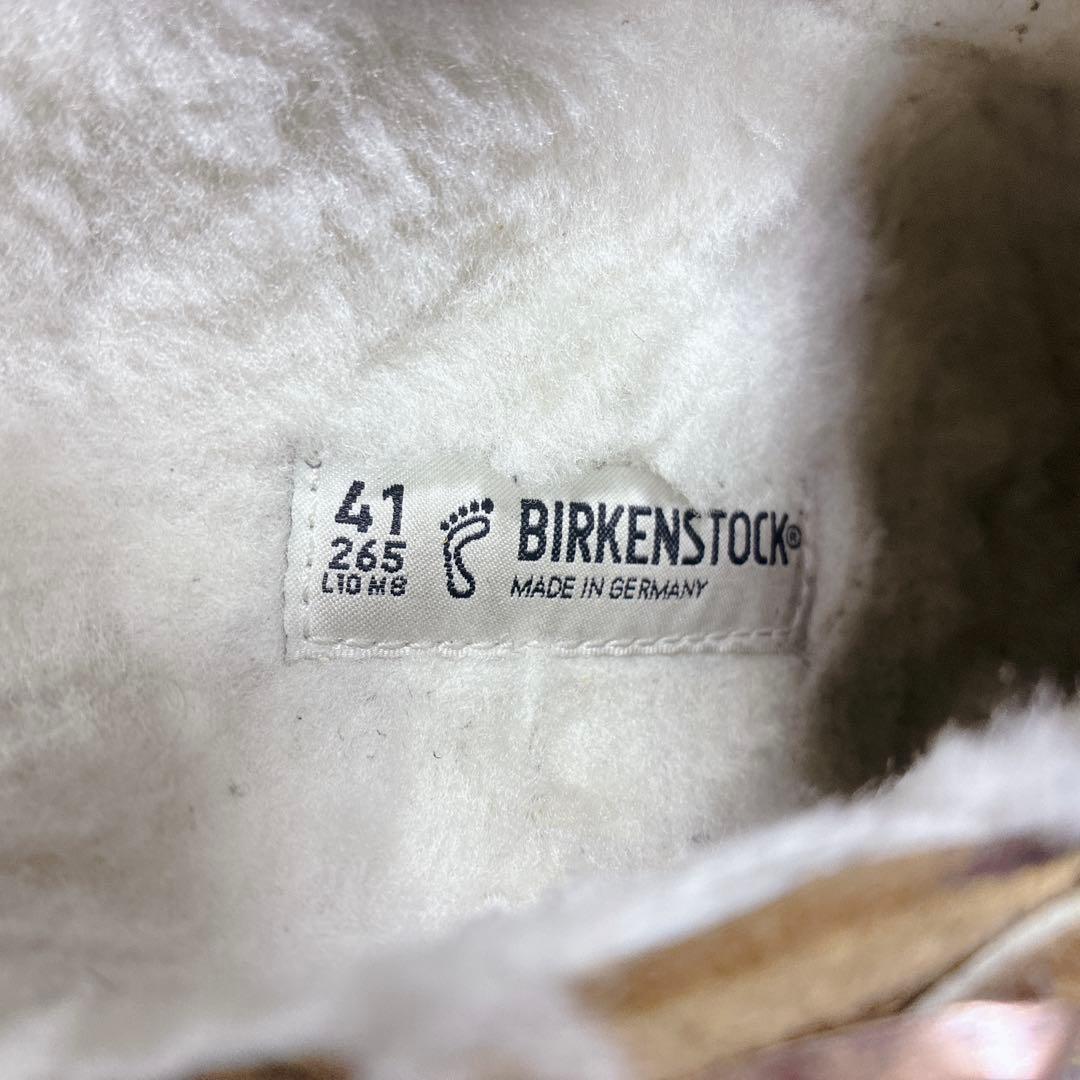 41
265
L10 M8
BIRKENSTOCK®
MADE IN GERMANY